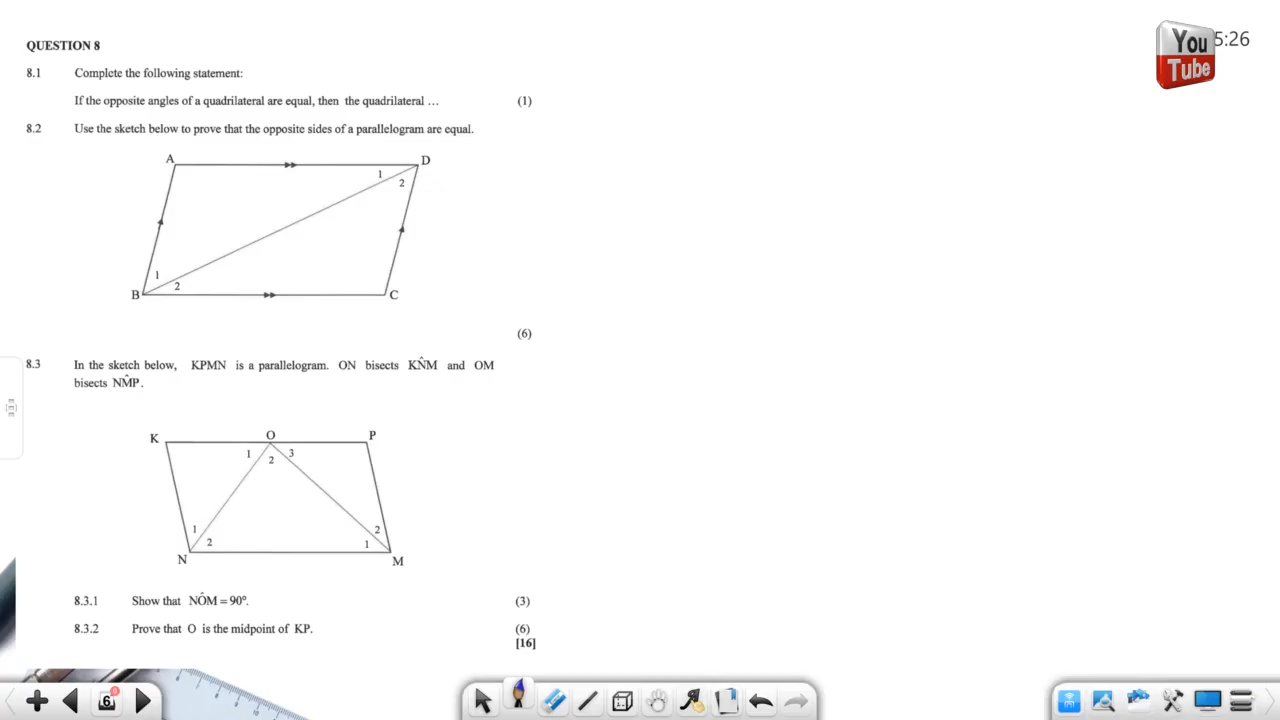 You
Tube
5:26
QUESTION 8
8.1 Complete the following statement:
If the opposite angles of a quadrilateral are equal, then the quadrilateral … (1)
8.2 Use the sketch below to prove that the opposite sides of a parallelogram are equal.
A D
1
2
1
2
B C
(6)
8.3 In the sketch below, KPMN is a parallelogram. ON bisects KN̂M and OM
bisects NM̂P.
K O P
1 2 3
1 2
2 1
N M
8.3.1 Show that NÔM = 90°. (3)
8.3.2 Prove that O is the midpoint of KP. (6)
[16]
6
0